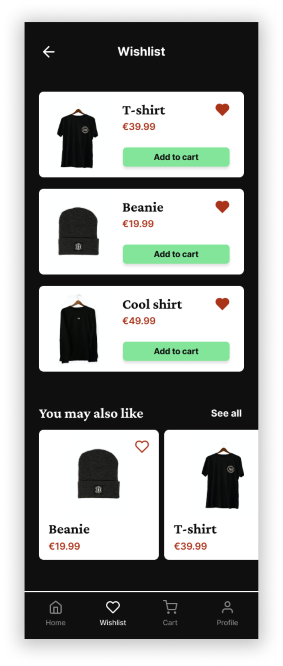 Wishlist
T-shirt
€39.99
Add to cart
Beanie
€19.99
Add to cart
Cool shirt
€49.99
Add to cart
You may also like
See all
Beanie
€19.99
T-shirt
€39.99
Home
Wishlist
Cart
Profile